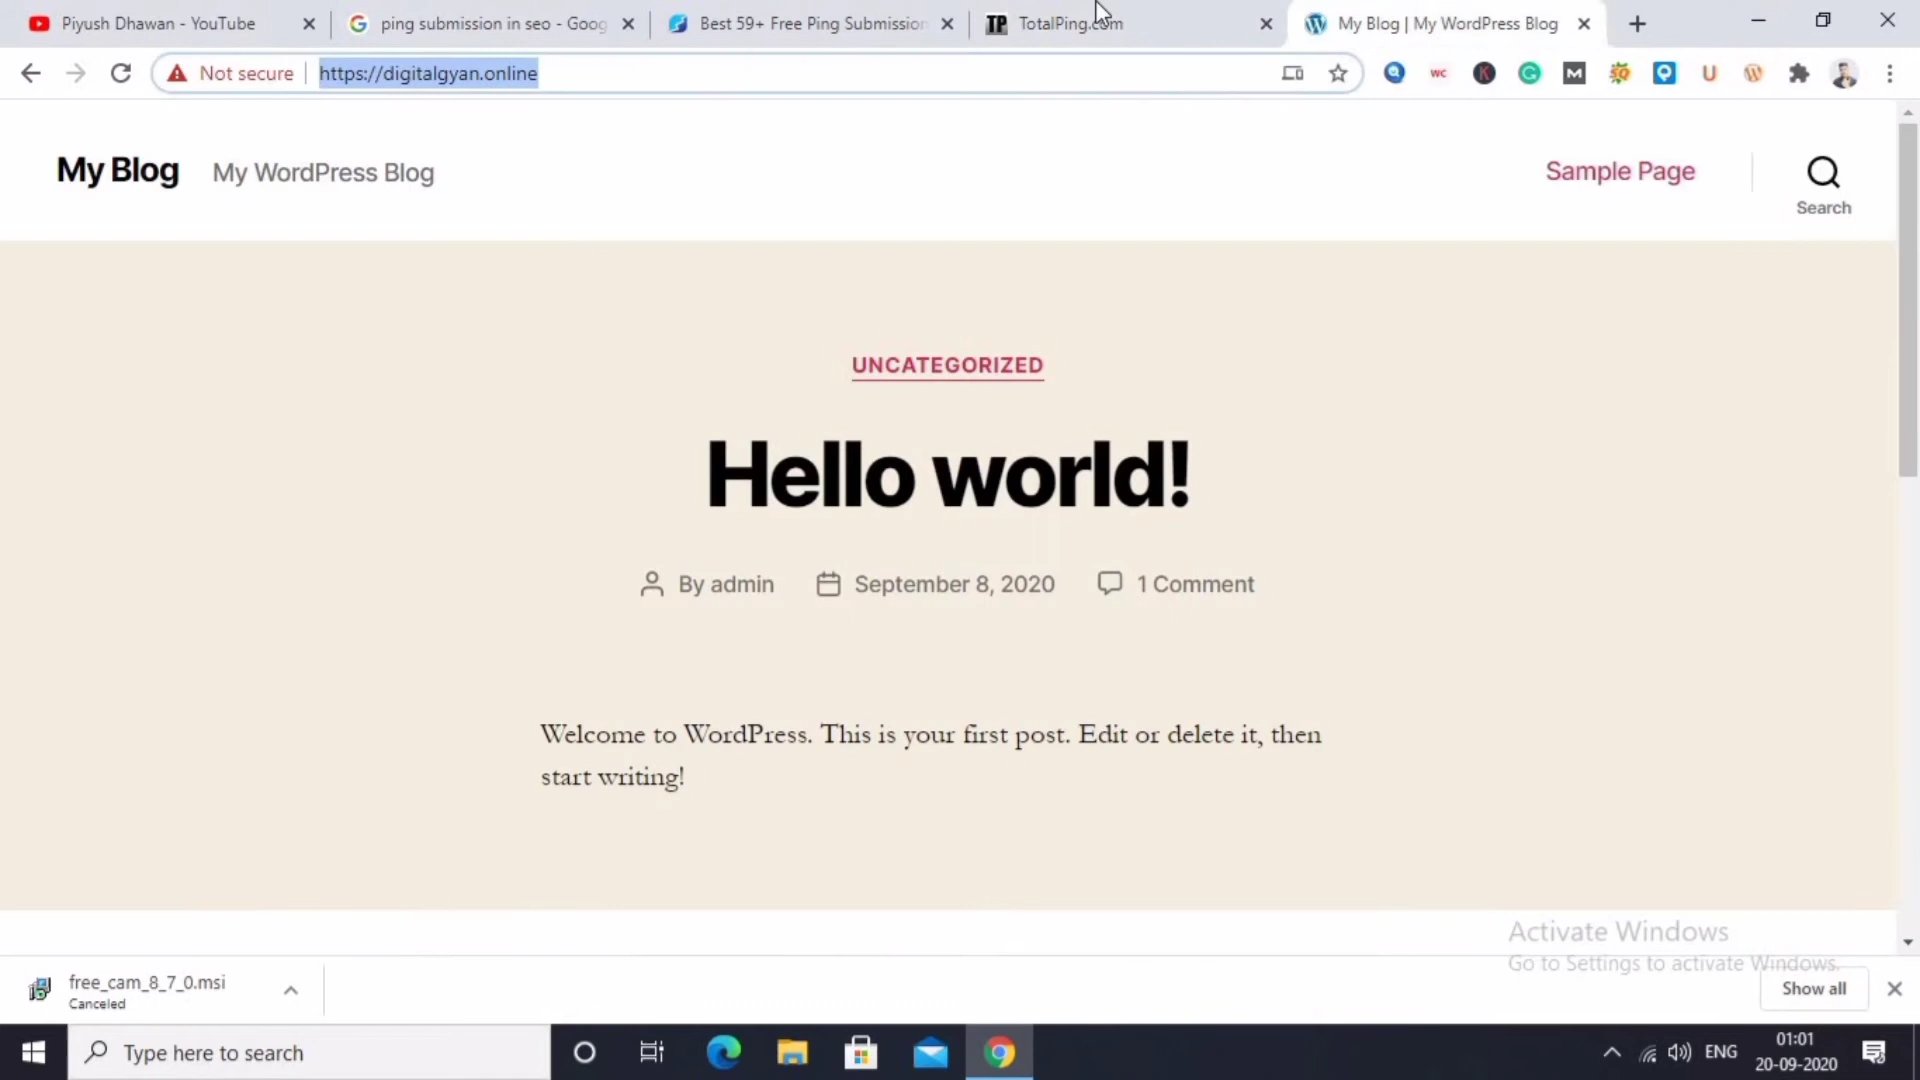 Piyush Dhawan - YouTube
ping submission in seo - Goog
Best 59+ Free Ping Submission
TP TotalPing.com
My Blog | My WordPress Blog
Not secure
https://digitalgyan.online
My Blog
My WordPress Blog
Sample Page
Search
UNCATEGORIZED
Hello world!
By admin
September 8, 2020
1 Comment
Welcome to WordPress. This is your first post. Edit or delete it, then
start writing!
Activate Windows
Go to Settings to activate Windows.
free_cam_8_7_0.msi
Canceled
Show all
Type here to search
ENG
01:01
20-09-2020